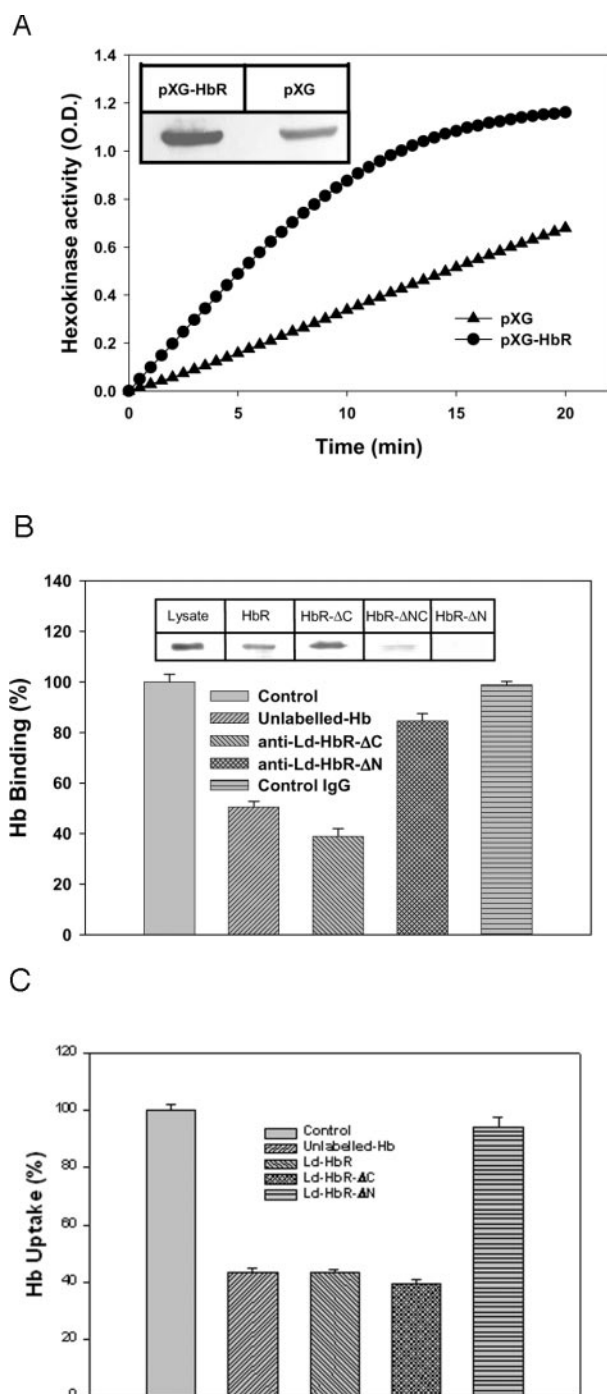 A
Hexokinase activity (O.D.)
1.4
1.2
1.0
0.8
0.6
0.4
0.2
0.0
pXG-HbR pXG
pXG
pXG-HbR
0 5 10 15 20
Time (min)
B
Hb Binding (%)
140
120
100
80
60
40
20
0
Lysate HbR HbR-ΔC HbR-ΔNC HbR-ΔN
Control
Unlabelled-Hb
anti-Ld-HbR-ΔC
anti-Ld-HbR-ΔN
Control IgG
C
Hb Uptake (%)
120
100
80
60
40
20
0
Control
Unlabelled-Hb
Ld-HbR
Ld-HbR-ΔC
Ld-HbR-ΔN